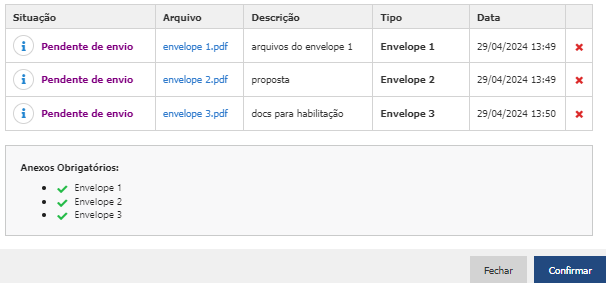 Situação Arquivo Descrição Tipo Data
Pendente de envio envelope 1.pdf arquivos do envelope 1 Envelope 1 29/04/2024 13:49
Pendente de envio envelope 2.pdf proposta Envelope 2 29/04/2024 13:49
Pendente de envio envelope 3.pdf docs para habilitação Envelope 3 29/04/2024 13:50
Anexos Obrigatórios:
Envelope 1
Envelope 2
Envelope 3
Fechar Confirmar